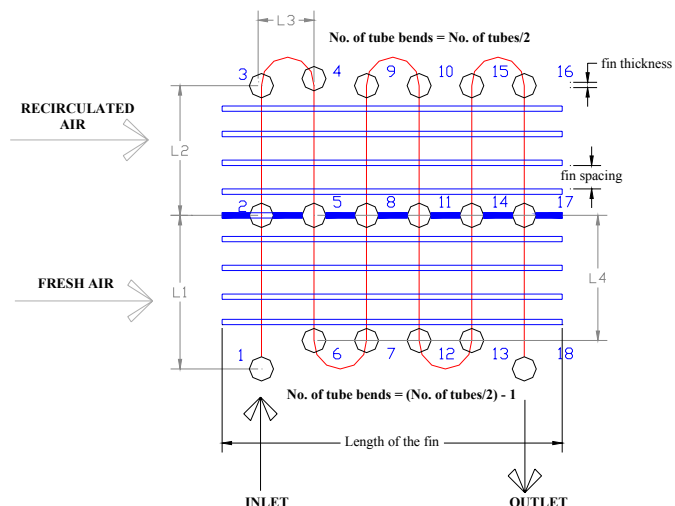 L3
No. of tube bends = No. of tubes/2
3 4 9 10 15 16
fin thickness
RECIRCULATED
AIR
L2
fin spacing
2 5 8 11 14 17
FRESH AIR
L1
L4
1 6 7 12 13 18
No. of tube bends = (No. of tubes/2) - 1
Length of the fin
INLET
OUTLET